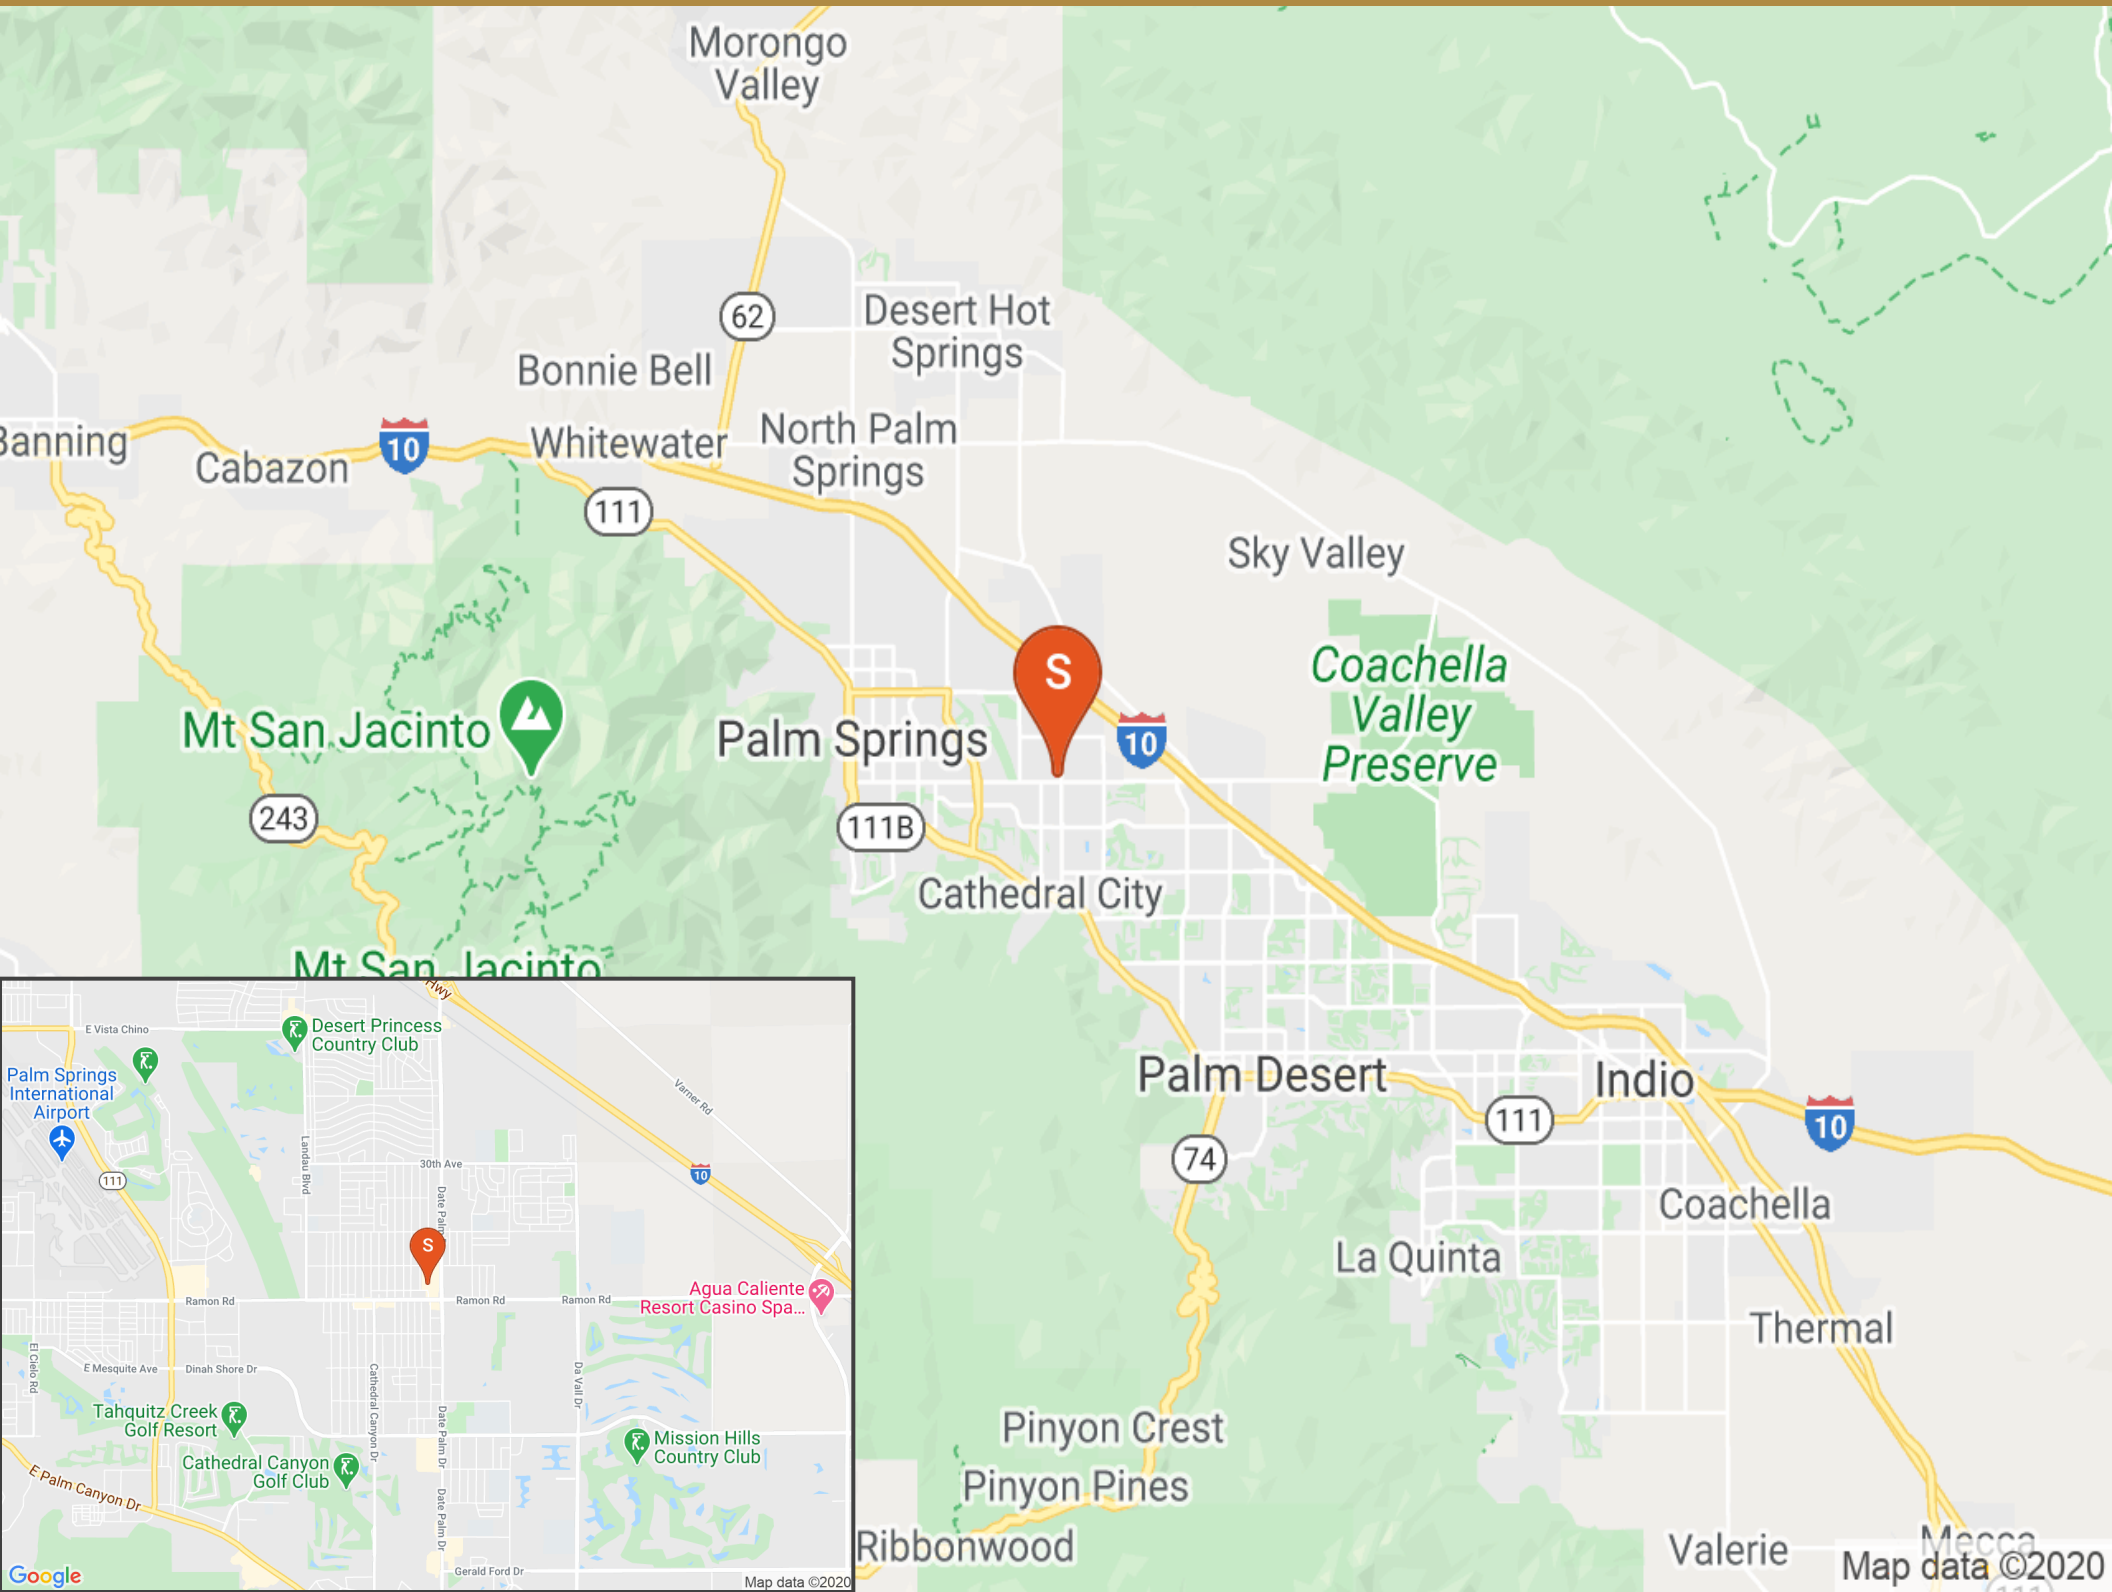 Morongo
Valley
62
Desert Hot
Springs
Bonnie Bell
North Palm
Springs
Whitewater
Banning
10
Cabazon
111
Sky Valley
S
Coachella
Valley
Preserve
Mt San Jacinto
Palm Springs
10
243
111B
Cathedral City
Mt San Jacinto
Palm Desert
Indio
111
10
74
Coachella
La Quinta
Thermal
Pinyon Crest
Pinyon Pines
Ribbonwood
Valerie
Mecca
111
Map data ©2020
Hwy
E Vista Chino
Desert Princess
Country Club
Palm Springs
International
Airport
Varner Rd
Landau Blvd
30th Ave
10
111
Date Palm
S
Agua Caliente
Resort Casino Spa...
Ramon Rd
Ramon Rd
Ramon Rd
El Cielo Rd
E Mesquite Ave
Dinah Shore Dr
Cathedral Canyon Dr
Da Vall Dr
Tahquitz Creek
Golf Resort
Date Palm Dr
Mission Hills
Country Club
Cathedral Canyon
Golf Club
E Palm Canyon Dr
Date Palm Dr
Gerald Ford Dr
Google
Map data ©2020